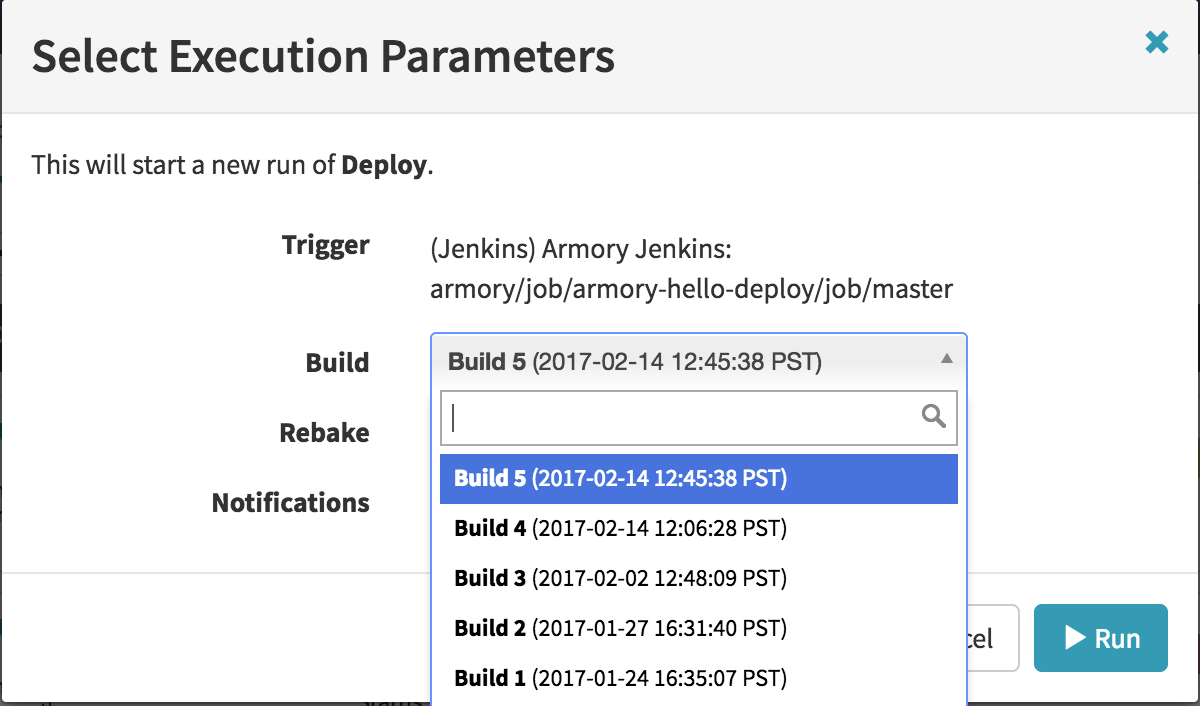 Select Execution Parameters
This will start a new run of Deploy.
Trigger
(Jenkins) Armory Jenkins:
armory/job/armory-hello-deploy/job/master
Build
Build 5 (2017-02-14 12:45:38 PST)
Rebake
Build 5 (2017-02-14 12:45:38 PST)
Notifications
Build 4 (2017-02-14 12:06:28 PST)
Build 3 (2017-02-02 12:48:09 PST)
Build 2 (2017-01-27 16:31:40 PST)
cel
Run
Build 1 (2017-01-24 16:35:07 PST)